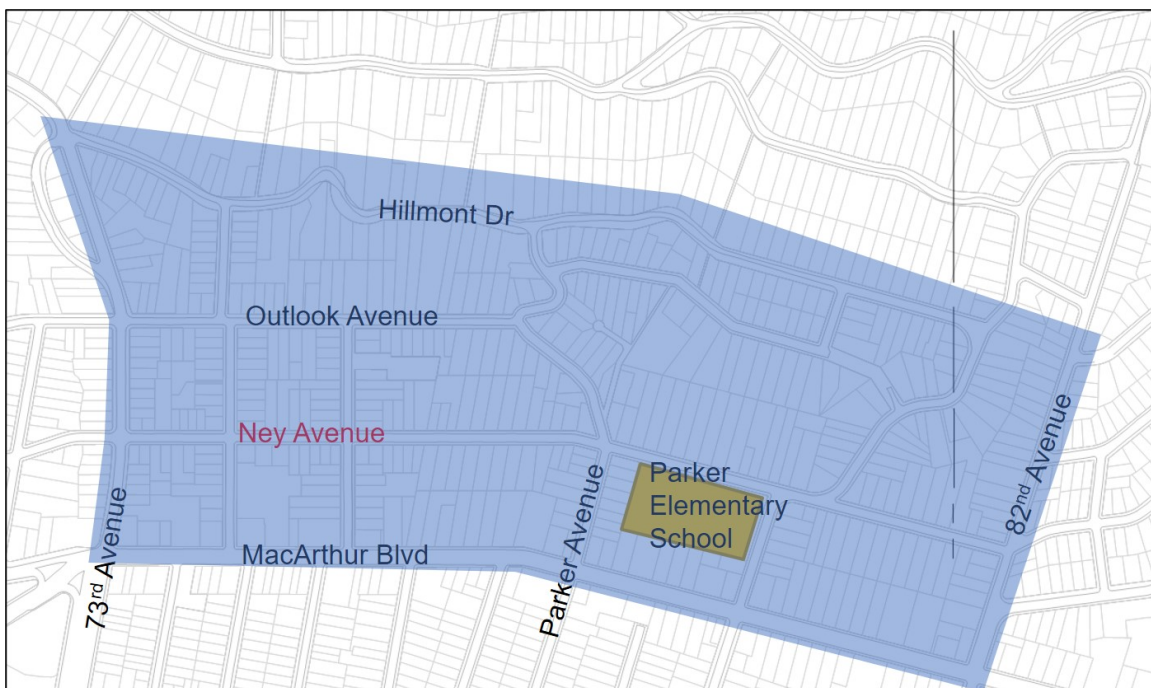 Hillmont Dr
Outlook Avenue
Ney Avenue
Parker
Elementary
School
82nd Avenue
73rd Avenue
MacArthur Blvd
Parker Avenue